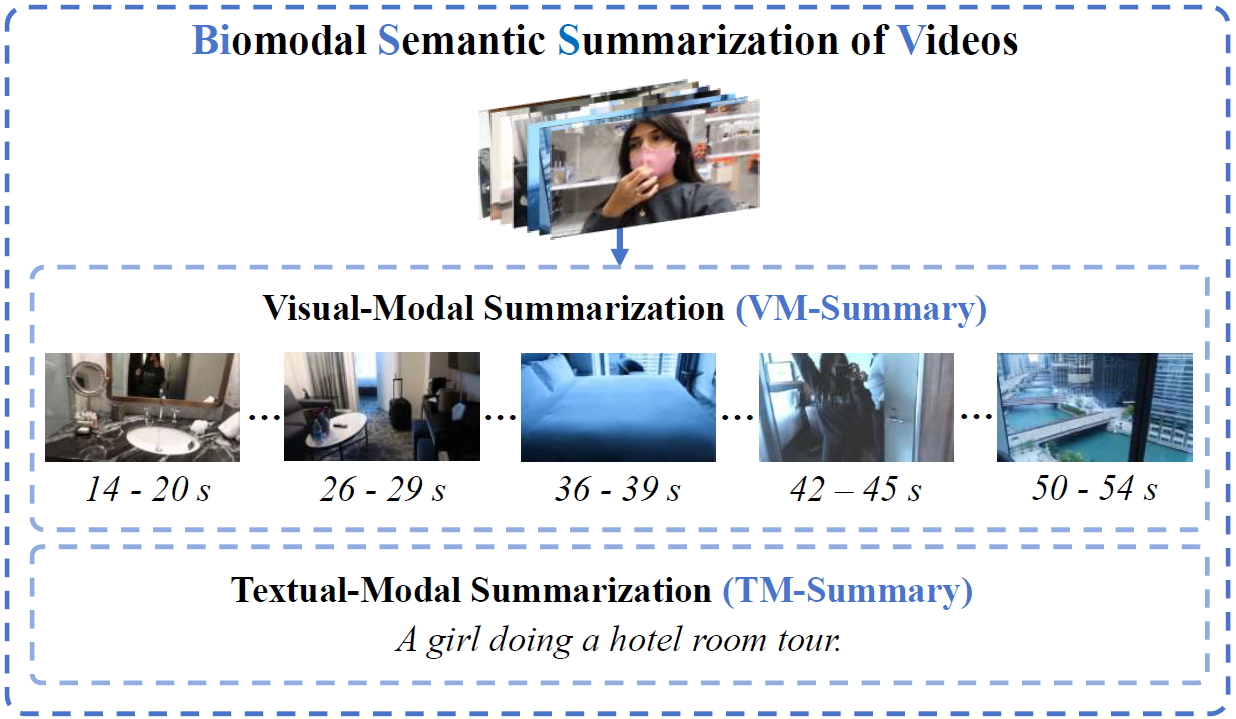 Biomodal Semantic Summarization of Videos
Visual-Modal Summarization (VM-Summary)
... ... ... ...
14 - 20 s 26 - 29 s 36 - 39 s 42 – 45 s 50 - 54 s
Textual-Modal Summarization (TM-Summary)
A girl doing a hotel room tour.